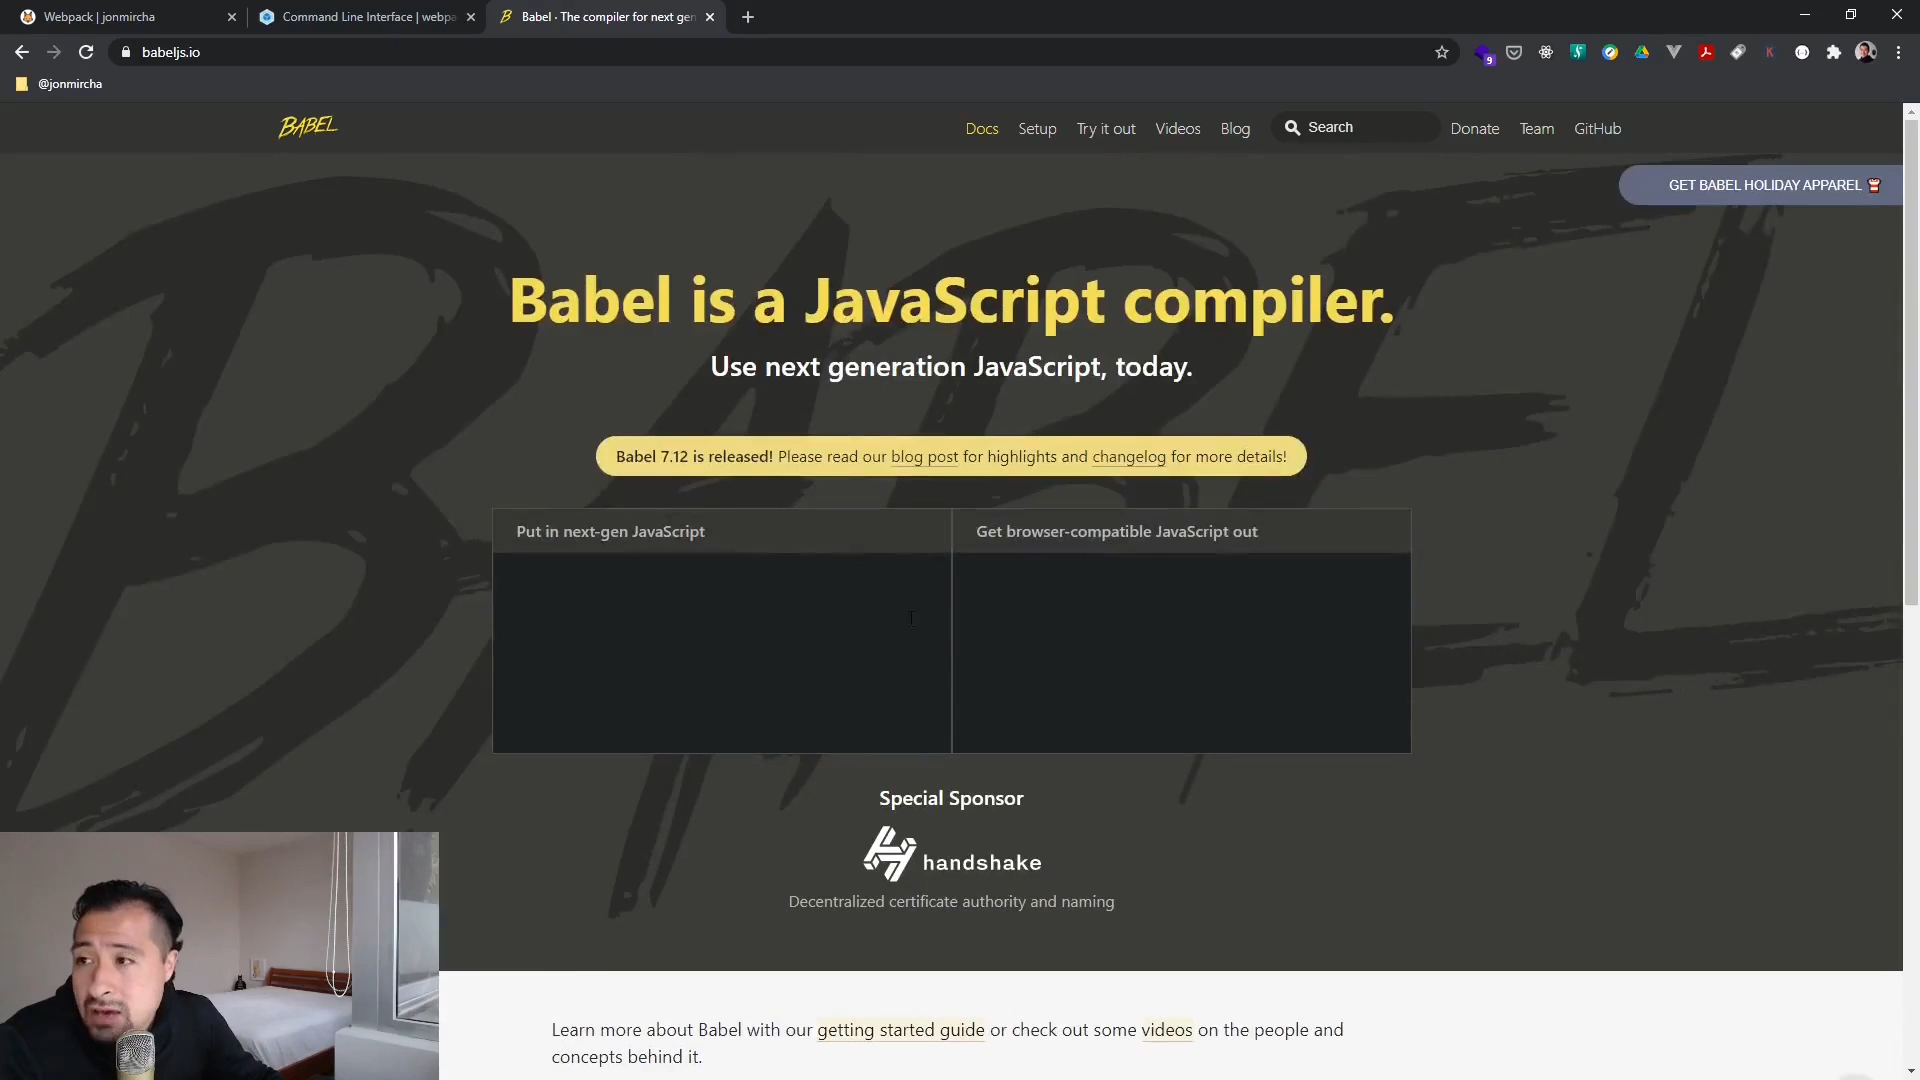 Webpack | jonmircha
Command Line Interface | webpa
Babel · The compiler for next gen
babeljs.io
9
@jonmircha
BABEL
Docs
Setup
Try it out
Videos
Blog
Search
Donate
Team
GitHub
GET BABEL HOLIDAY APPAREL
BABEL
Babel is a JavaScript compiler.
Use next generation JavaScript, today.
Babel 7.12 is released! Please read our blog post for highlights and changelog for more details!
Put in next-gen JavaScript
Get browser-compatible JavaScript out
Special Sponsor
handshake
Decentralized certificate authority and naming
Learn more about Babel with our getting started guide or check out some videos on the people and
concepts behind it.